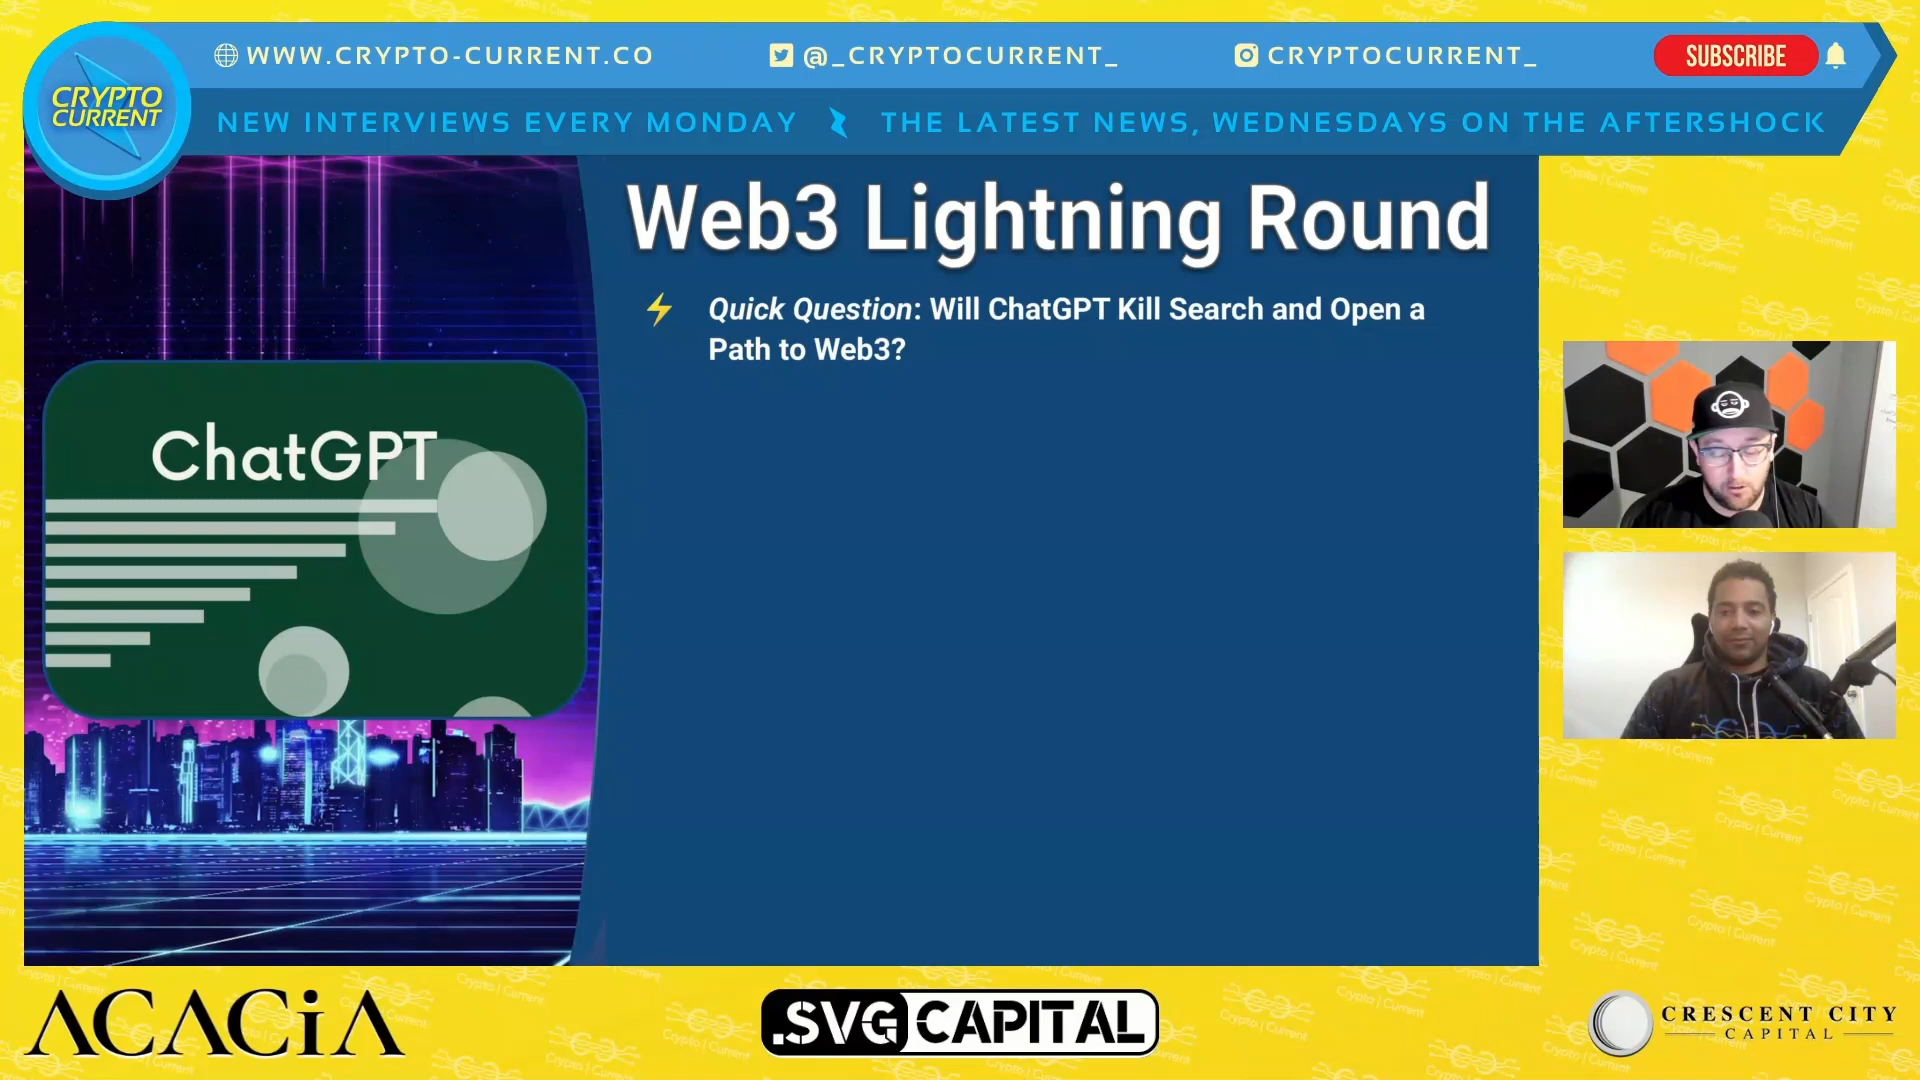 WWW.CRYPTO-CURRENT.CO
@_CRYPTOCURRENT_
CRYPTOCURRENT_
SUBSCRIBE
CRYPTO
CURRENT
NEW INTERVIEWS EVERY MONDAY
THE LATEST NEWS, WEDNESDAYS ON THE AFTERSHOCK
Web3 Lightning Round
Quick Question: Will ChatGPT Kill Search and Open a
Path to Web3?
ChatGPT
ACACiA
.SVG CAPITAL
CRESCENT CITY
CAPITAL
Crypto | Current